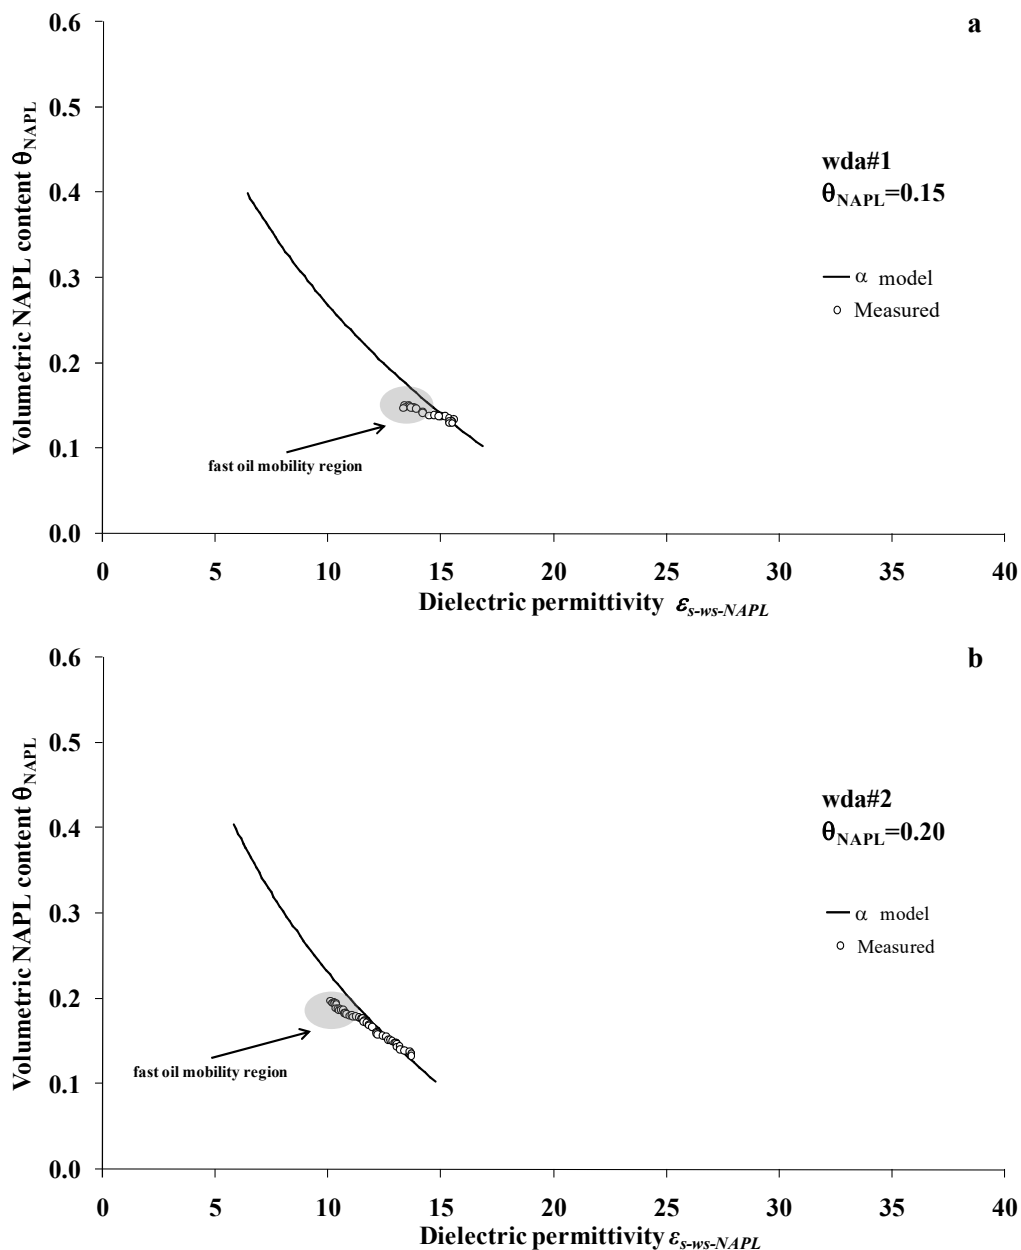 a
0.6
0.5
0.4
0.3
0.2
0.1
0.0
Volumetric NAPL content θNAPL
wda#1
θNAPL=0.15
α model
Measured
fast oil mobility region
0 5 10 15 20 25 30 35 40
Dielectric permittivity εs-ws-NAPL
b
0.6
0.5
0.4
0.3
0.2
0.1
0.0
Volumetric NAPL content θNAPL
wda#2
θNAPL=0.20
α model
Measured
fast oil mobility region
0 5 10 15 20 25 30 35 40
Dielectric permittivity εs-ws-NAPL